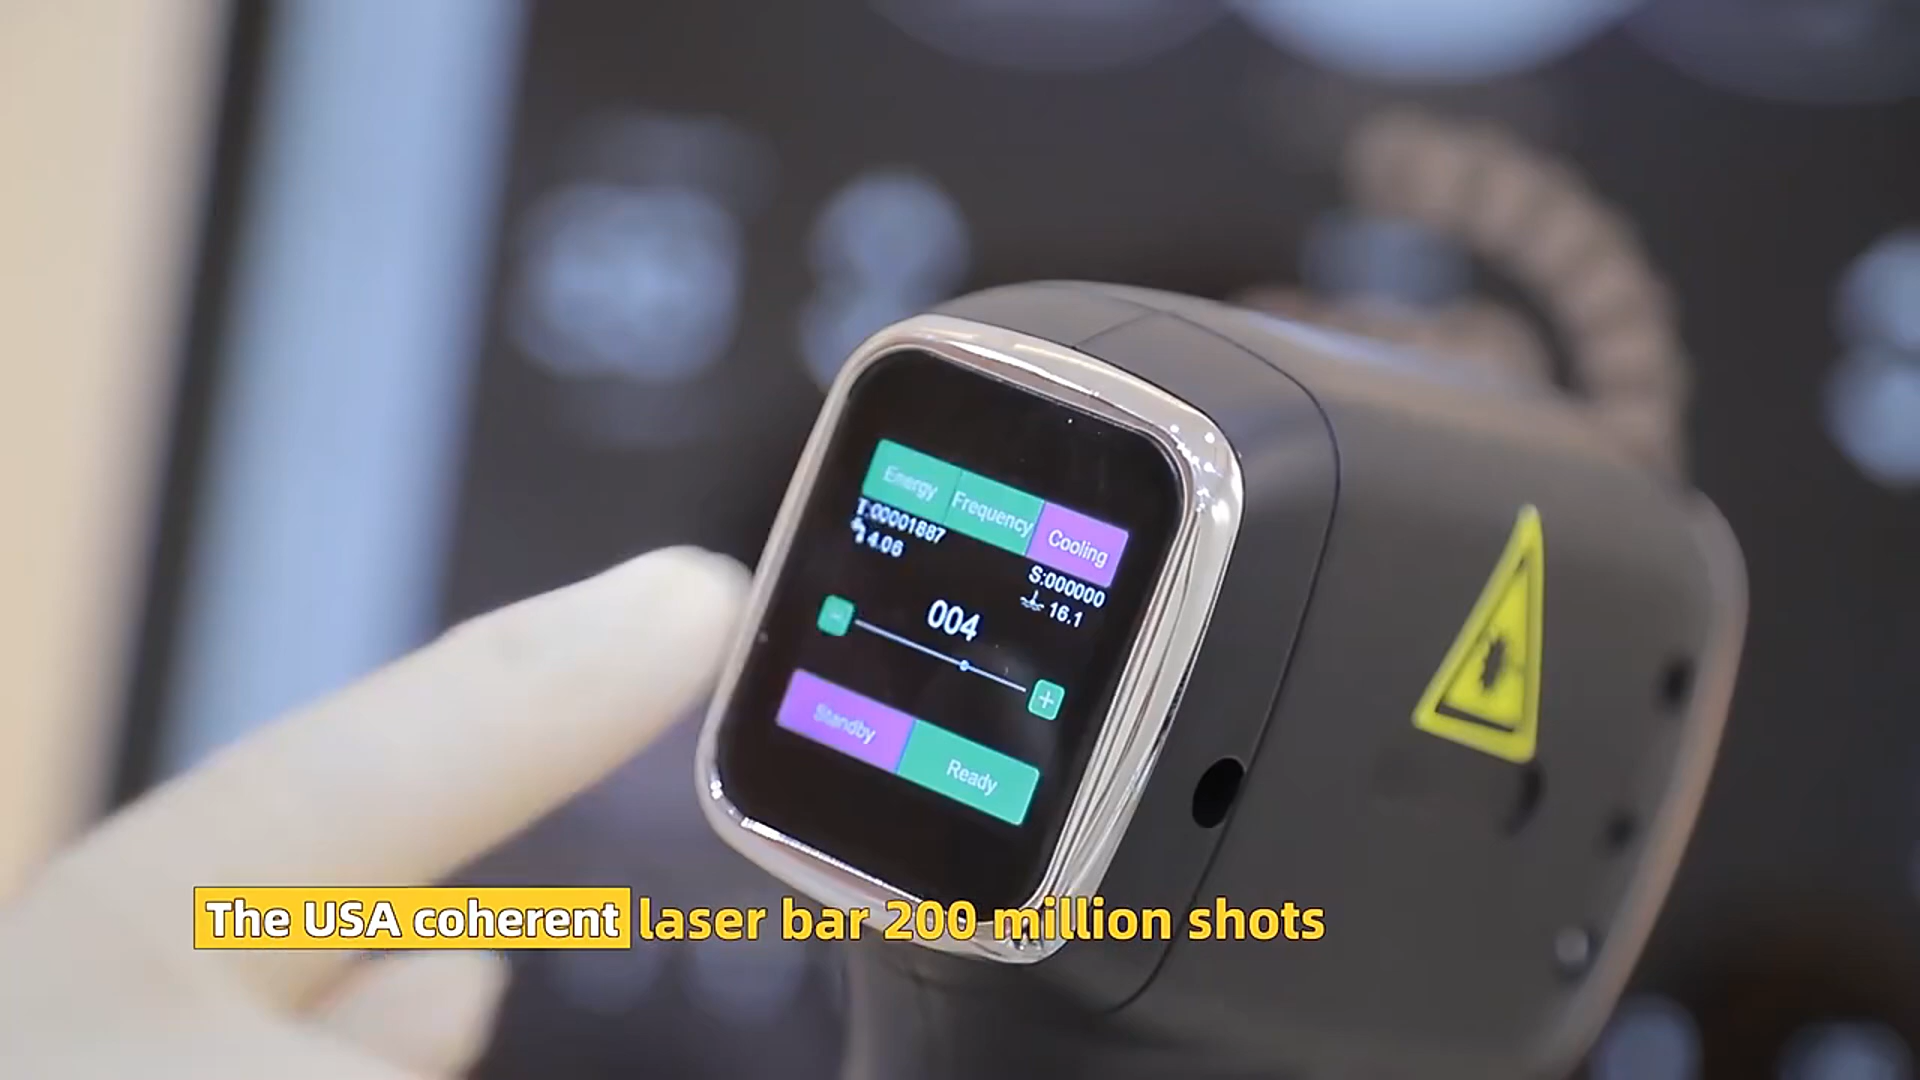 Energy Frequency Cooling
T:00001887
4.06
S:000000
16.1
004
- +
Standby Ready
The USA coherent laser bar 200 million shots